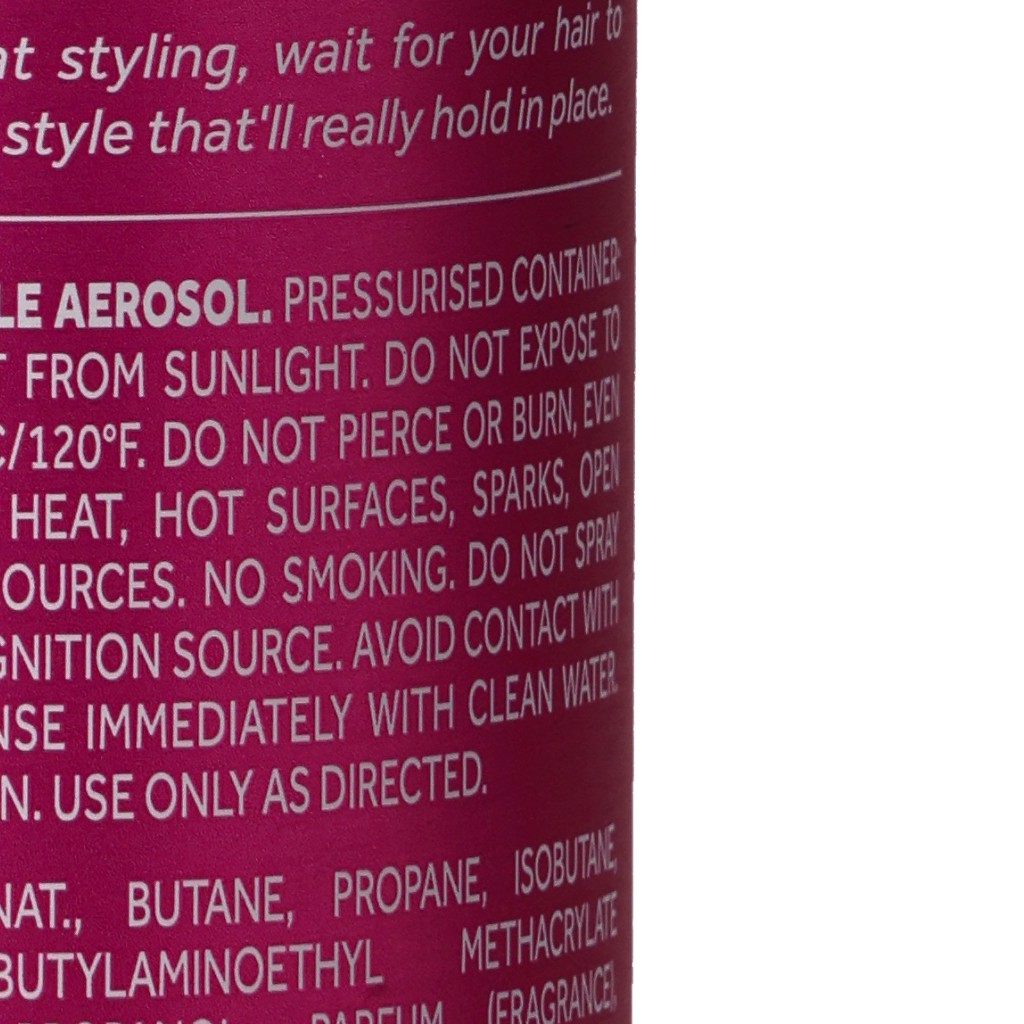 at styling, wait for your hair to
style that'll really hold in place.
LE AEROSOL. PRESSURISED CONTAINER:
T FROM SUNLIGHT. DO NOT EXPOSE TO
C/120°F. DO NOT PIERCE OR BURN, EVEN
HEAT, HOT SURFACES, SPARKS, OPEN
OURCES. NO SMOKING. DO NOT SPRAY
GNITION SOURCE. AVOID CONTACT WITH
NSE IMMEDIATELY WITH CLEAN WATER.
N. USE ONLY AS DIRECTED.
NAT., BUTANE, PROPANE, ISOBUTANE,
BUTYLAMINOETHYL METHACRYLATE
PARFUM (FRAGRANCE),